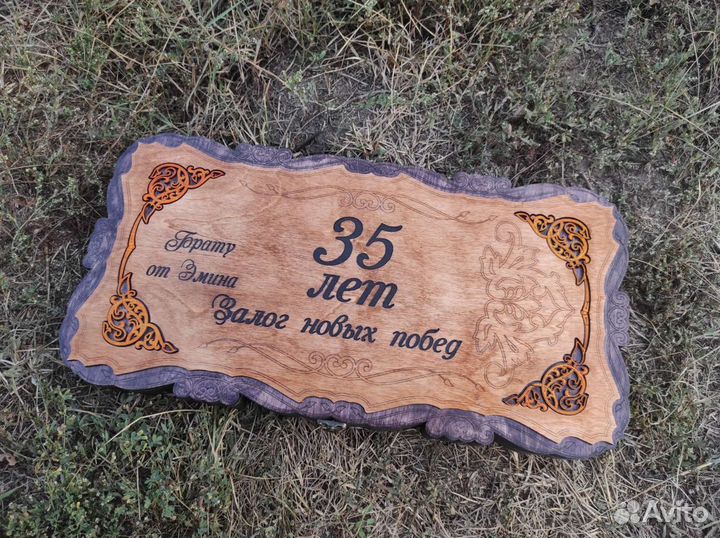 Брату
от Эмина
35
лет
Залог новых побед
Avito